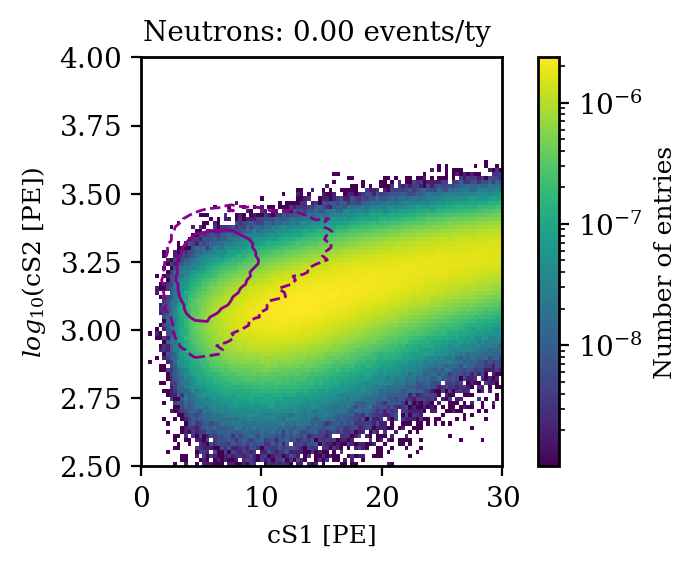 Neutrons: 0.00 events/ty
4.00
3.75
3.50
3.25
3.00
2.75
2.50
log₁₀(cS2 [PE])
0 10 20 30
cS1 [PE]
10⁻⁶
10⁻⁷
10⁻⁸
Number of entries